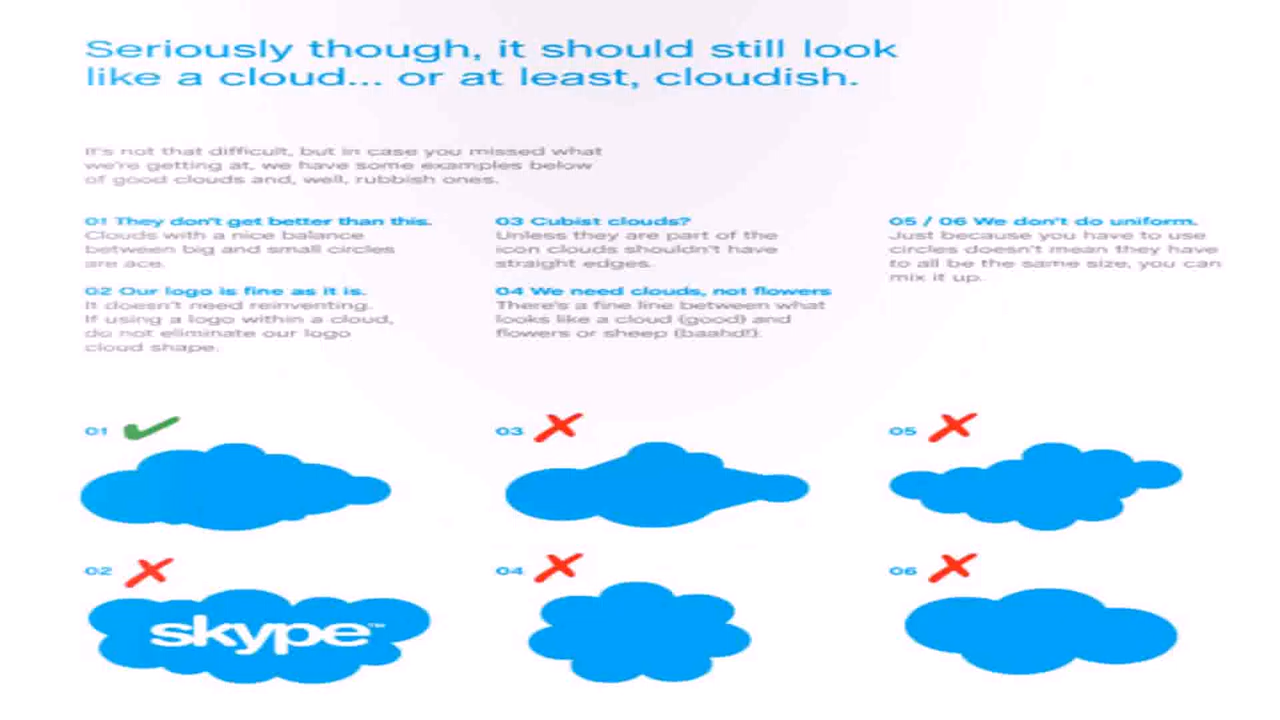 Seriously though, it should still look
like a cloud... or at least, cloudish.
It's not that difficult, but in case you missed what
we're getting at, we have some examples below
of good clouds and, well, rubbish ones.
01 They don't get better than this.
Clouds with a nice balance
between big and small circles
are ace.
02 Our logo is fine as it is.
It doesn't need reinventing.
If using a logo within a cloud,
do not eliminate our logo
cloud shape.
03 Cubist clouds?
Unless they are part of the
icon clouds shouldn't have
straight edges.
04 We need clouds, not flowers
There's a fine line between what
looks like a cloud (good) and
flowers or sheep (baahd!).
05 / 06 We don't do uniform.
Just because you have to use
circles doesn't mean they have
to all be the same size, you can
mix it up.
01
03
05
02
skype™
04
06